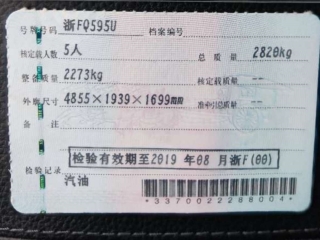 号牌号码 浙FQ595U 档案编号
核定载人数 5人 总质量 2820kg
整备质量 2273kg 核定载质量 --
外廓尺寸 4855×1939×1699mm 准牵引总质量 --
备注
检验有效期至2019 年 08 月浙F(00)
检验记录
汽油
*3370022288004*